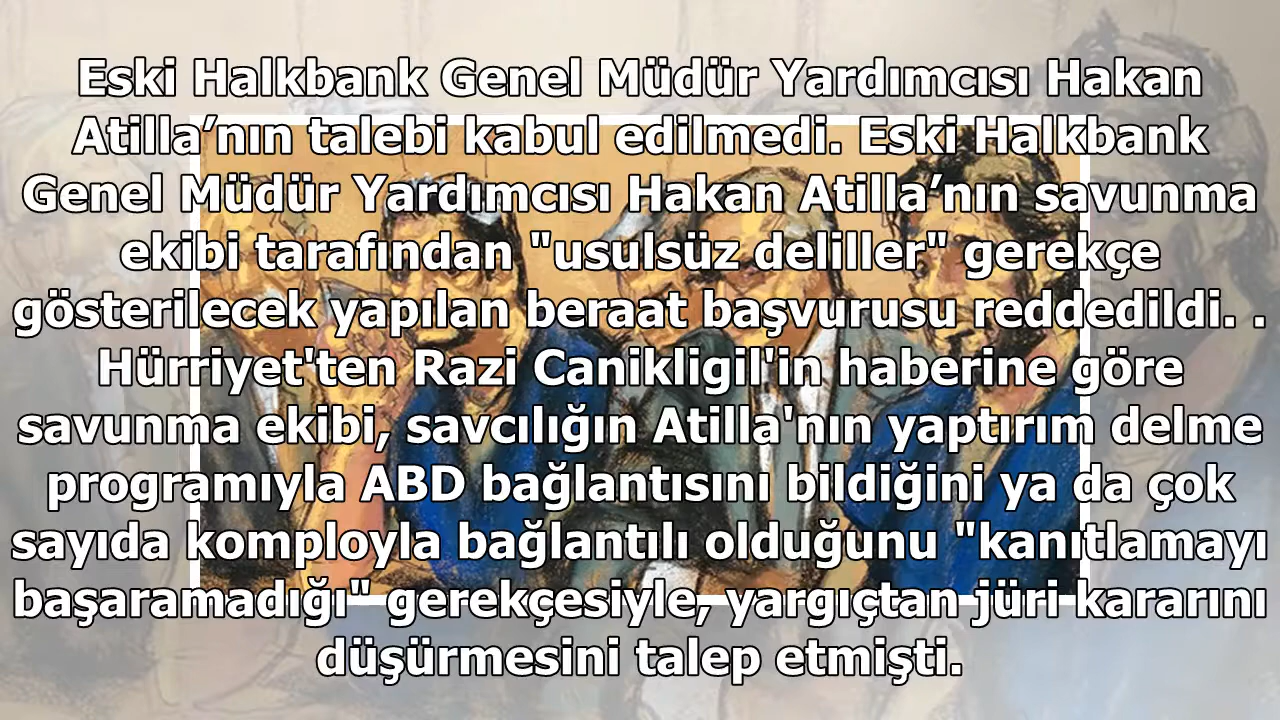 Eski Halkbank Genel Müdür Yardımcısı Hakan
Atilla’nın talebi kabul edilmedi. Eski Halkbank
Genel Müdür Yardımcısı Hakan Atilla’nın savunma
ekibi tarafından "usulsüz deliller" gerekçe
gösterilecek yapılan beraat başvurusu reddedildi. .
Hürriyet'ten Razi Canikligil'in haberine göre
savunma ekibi, savcılığın Atilla'nın yaptırım delme
programıyla ABD bağlantısını bildiğini ya da çok
sayıda komployla bağlantılı olduğunu "kanıtlamayı
başaramadığı" gerekçesiyle, yargıçtan jüri kararını
düşürmesini talep etmişti.